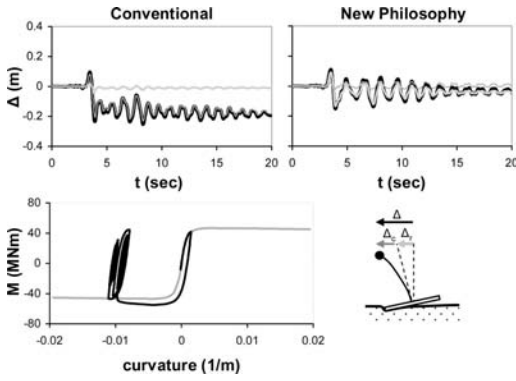 Conventional
New Philosophy
Δ (m)
0.4
0.2
0
-0.2
-0.4
0 5 10 15 20
0 5 10 15 20
t (sec)
t (sec)
M (MNm)
80
40
0
-40
-80
-0.02 -0.01 0 0.01 0.02
curvature (1/m)
Δ
Δc Δr